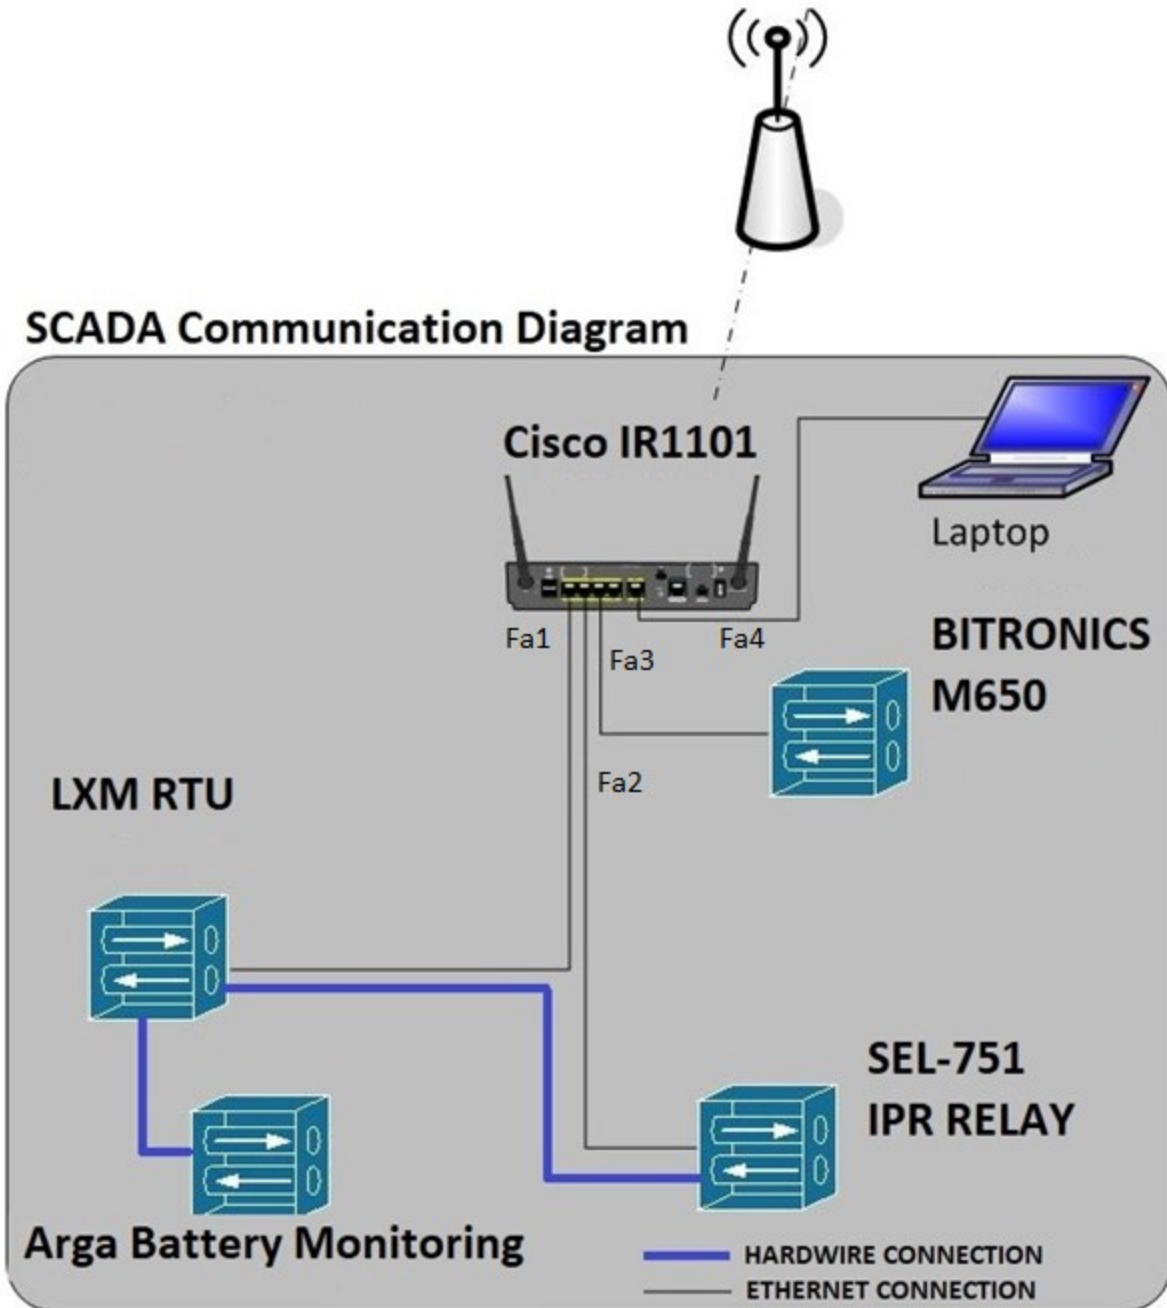 SCADA Communication Diagram
Cisco IR1101
Laptop
Fa1
Fa3
Fa4
BITRONICS
M650
Fa2
LXM RTU
SEL-751
IPR RELAY
Arga Battery Monitoring
HARDWIRE CONNECTION
ETHERNET CONNECTION